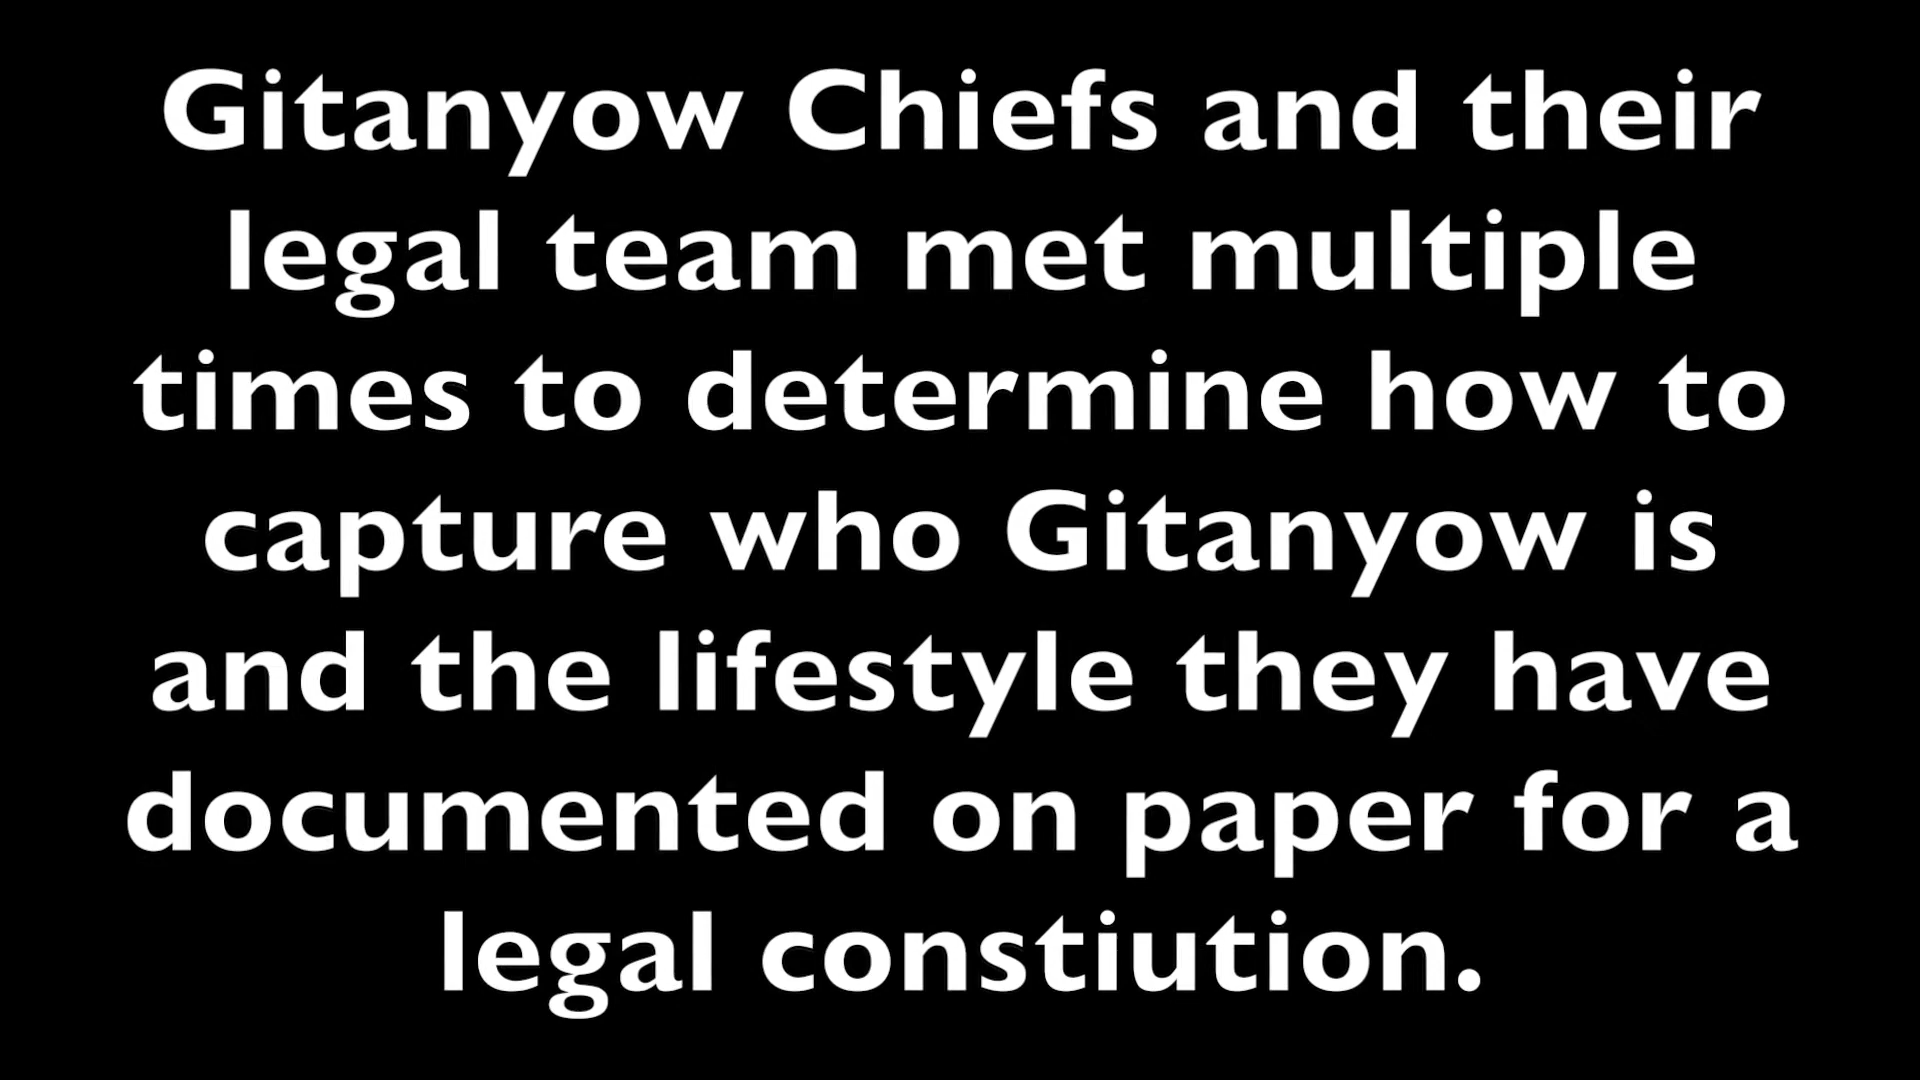 Gitanyow Chiefs and their
legal team met multiple
times to determine how to
capture who Gitanyow is
and the lifestyle they have
documented on paper for a
legal constiution.